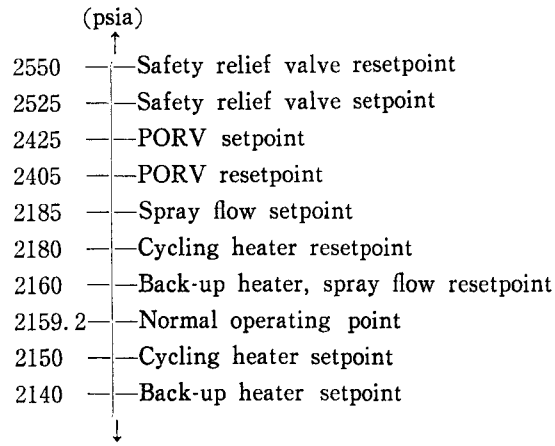 (psia)
2550 Safety relief valve resetpoint
2525 Safety relief valve setpoint
2425 PORV setpoint
2405 PORV resetpoint
2185 Spray flow setpoint
2180 Cycling heater resetpoint
2160 Back-up heater, spray flow resetpoint
2159.2 Normal operating point
2150 Cycling heater setpoint
2140 Back-up heater setpoint